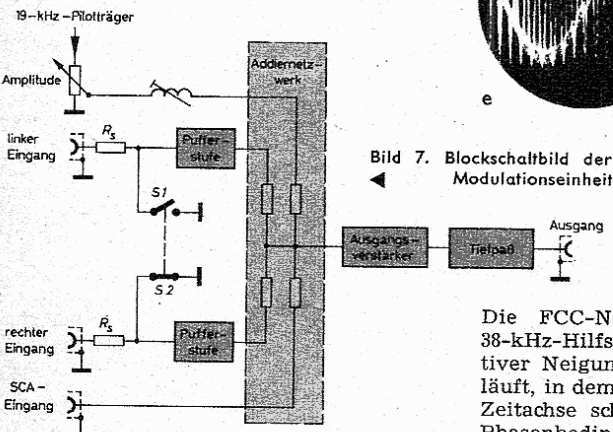 19-kHz-Pilotträger
Amplitude
Addiernetz-
werk
linker
Eingang
Rs
Puffer-
stufe
S1
S2
rechter
Eingang
Rs
Puffer-
stufe
SCA-
Eingang
Ausgangs-
verstärker
Tiefpaß
Ausgang
e
Bild 7. Blockschaltbild der
Modulationseinheit
Die FCC-N
38-kHz-Hilfs
tiver Neigun
läuft, in dem
Zeitachse sc
Phasenbedin